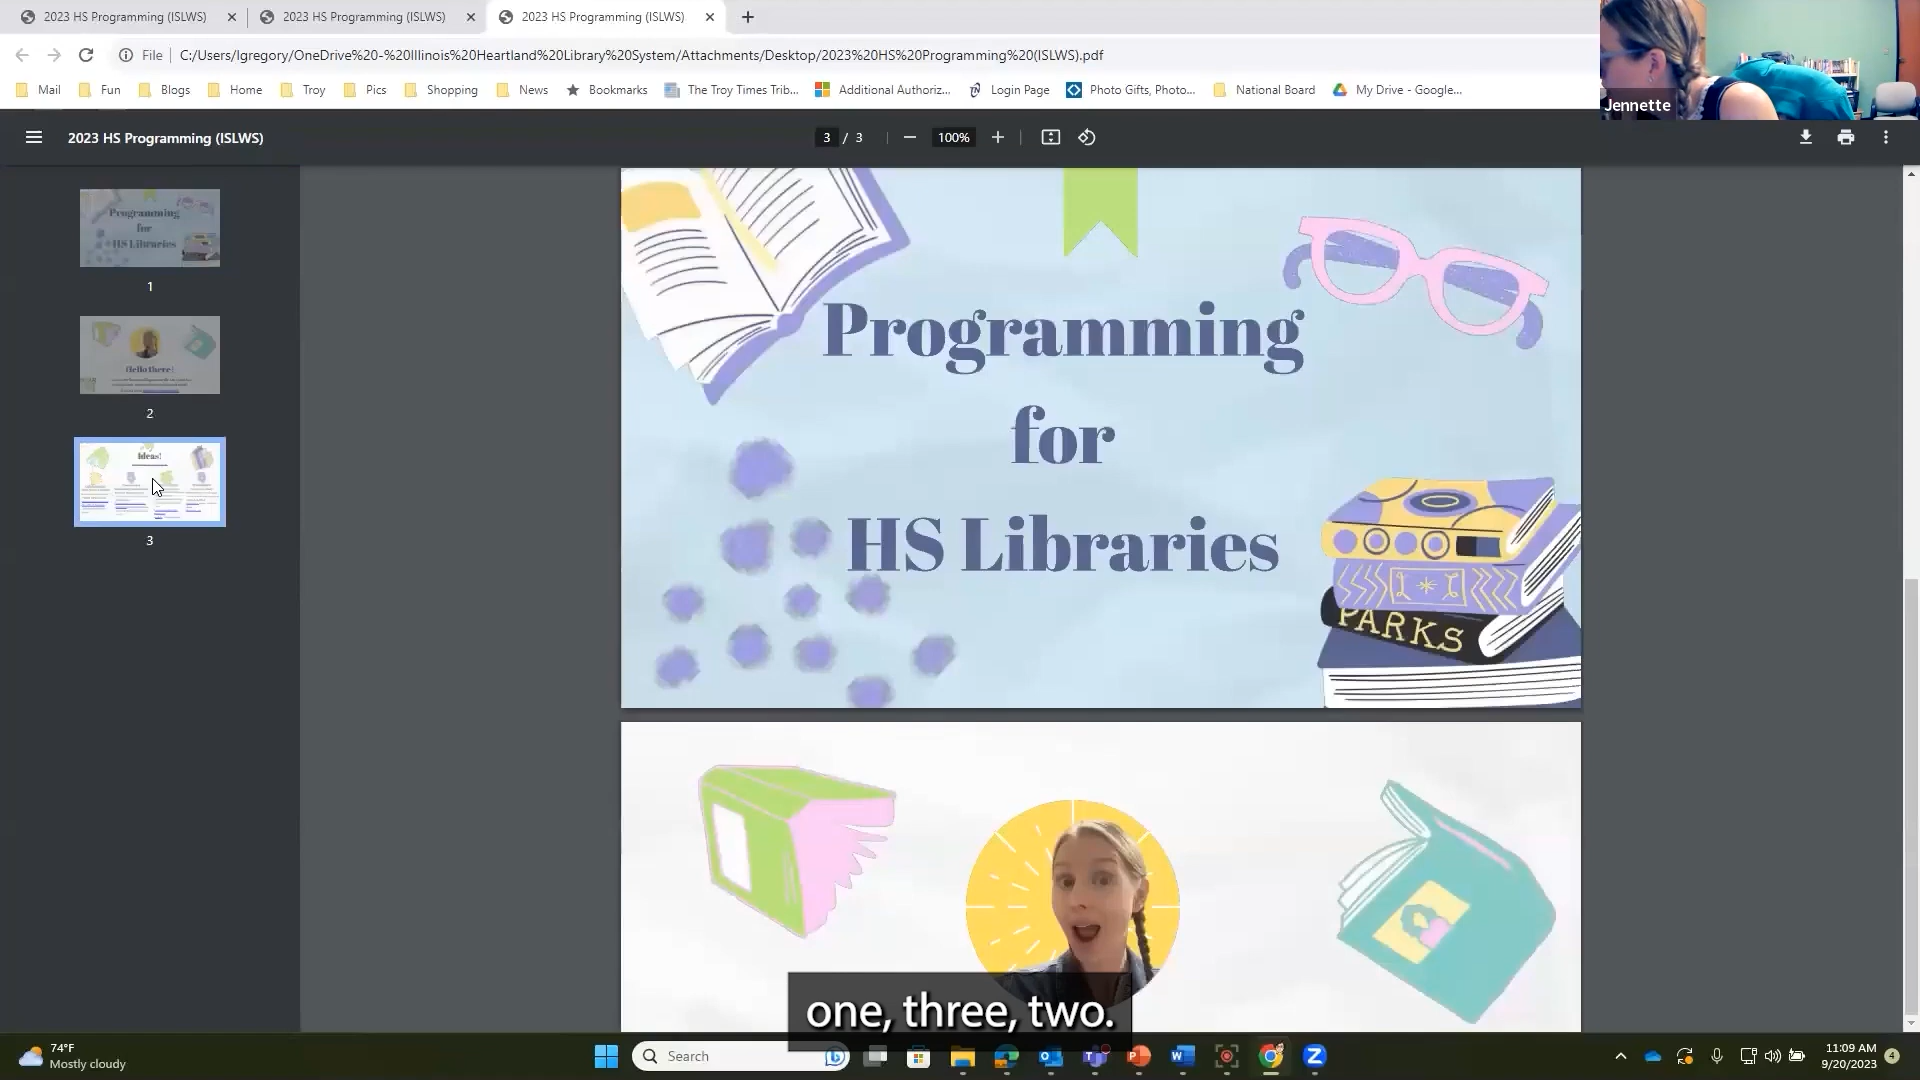 2023 HS Programming (ISLWS)
2023 HS Programming (ISLWS)
2023 HS Programming (ISLWS)
File
C:/Users/lgregory/OneDrive%20-%20Illinois%20Heartland%20Library%20System/Attachments/Desktop/2023%20HS%20Programming%20(ISLWS).pdf
Mail
Fun
Blogs
Home
Troy
Pics
Shopping
News
Bookmarks
The Troy Times Trib...
Additional Authoriz...
Login Page
Photo Gifts, Photo...
National Board
My Drive - Google...
Jennette
2023 HS Programming (ISLWS)
3 / 3
100%
Programming
for
HS Libraries
1
Hello there!
2
Ideas!
3
Programming
for
HS Libraries
PARKS
one, three, two.
74°F
Mostly cloudy
Search
11:09 AM
9/20/2023
4